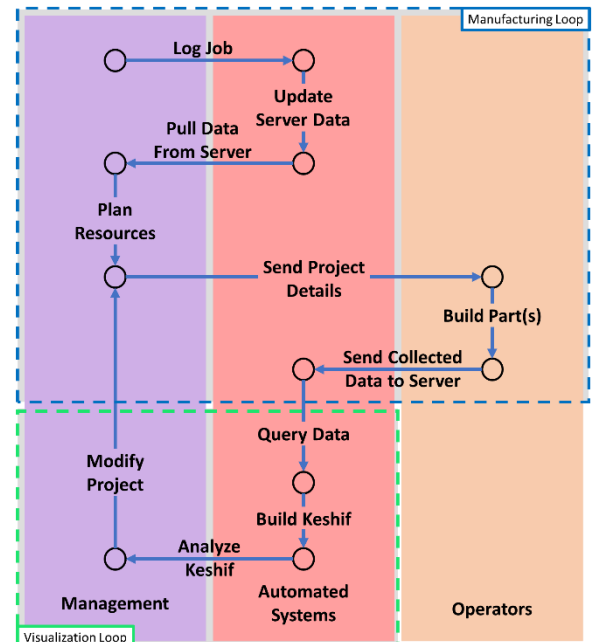 Manufacturing Loop
Log Job
Update
Server Data
Pull Data
From Server
Plan
Resources
Send Project
Details
Build Part(s)
Send Collected
Data to Server
Query Data
Modify
Project
Build Keshif
Analyze
Keshif
Management
Automated
Systems
Operators
Visualization Loop